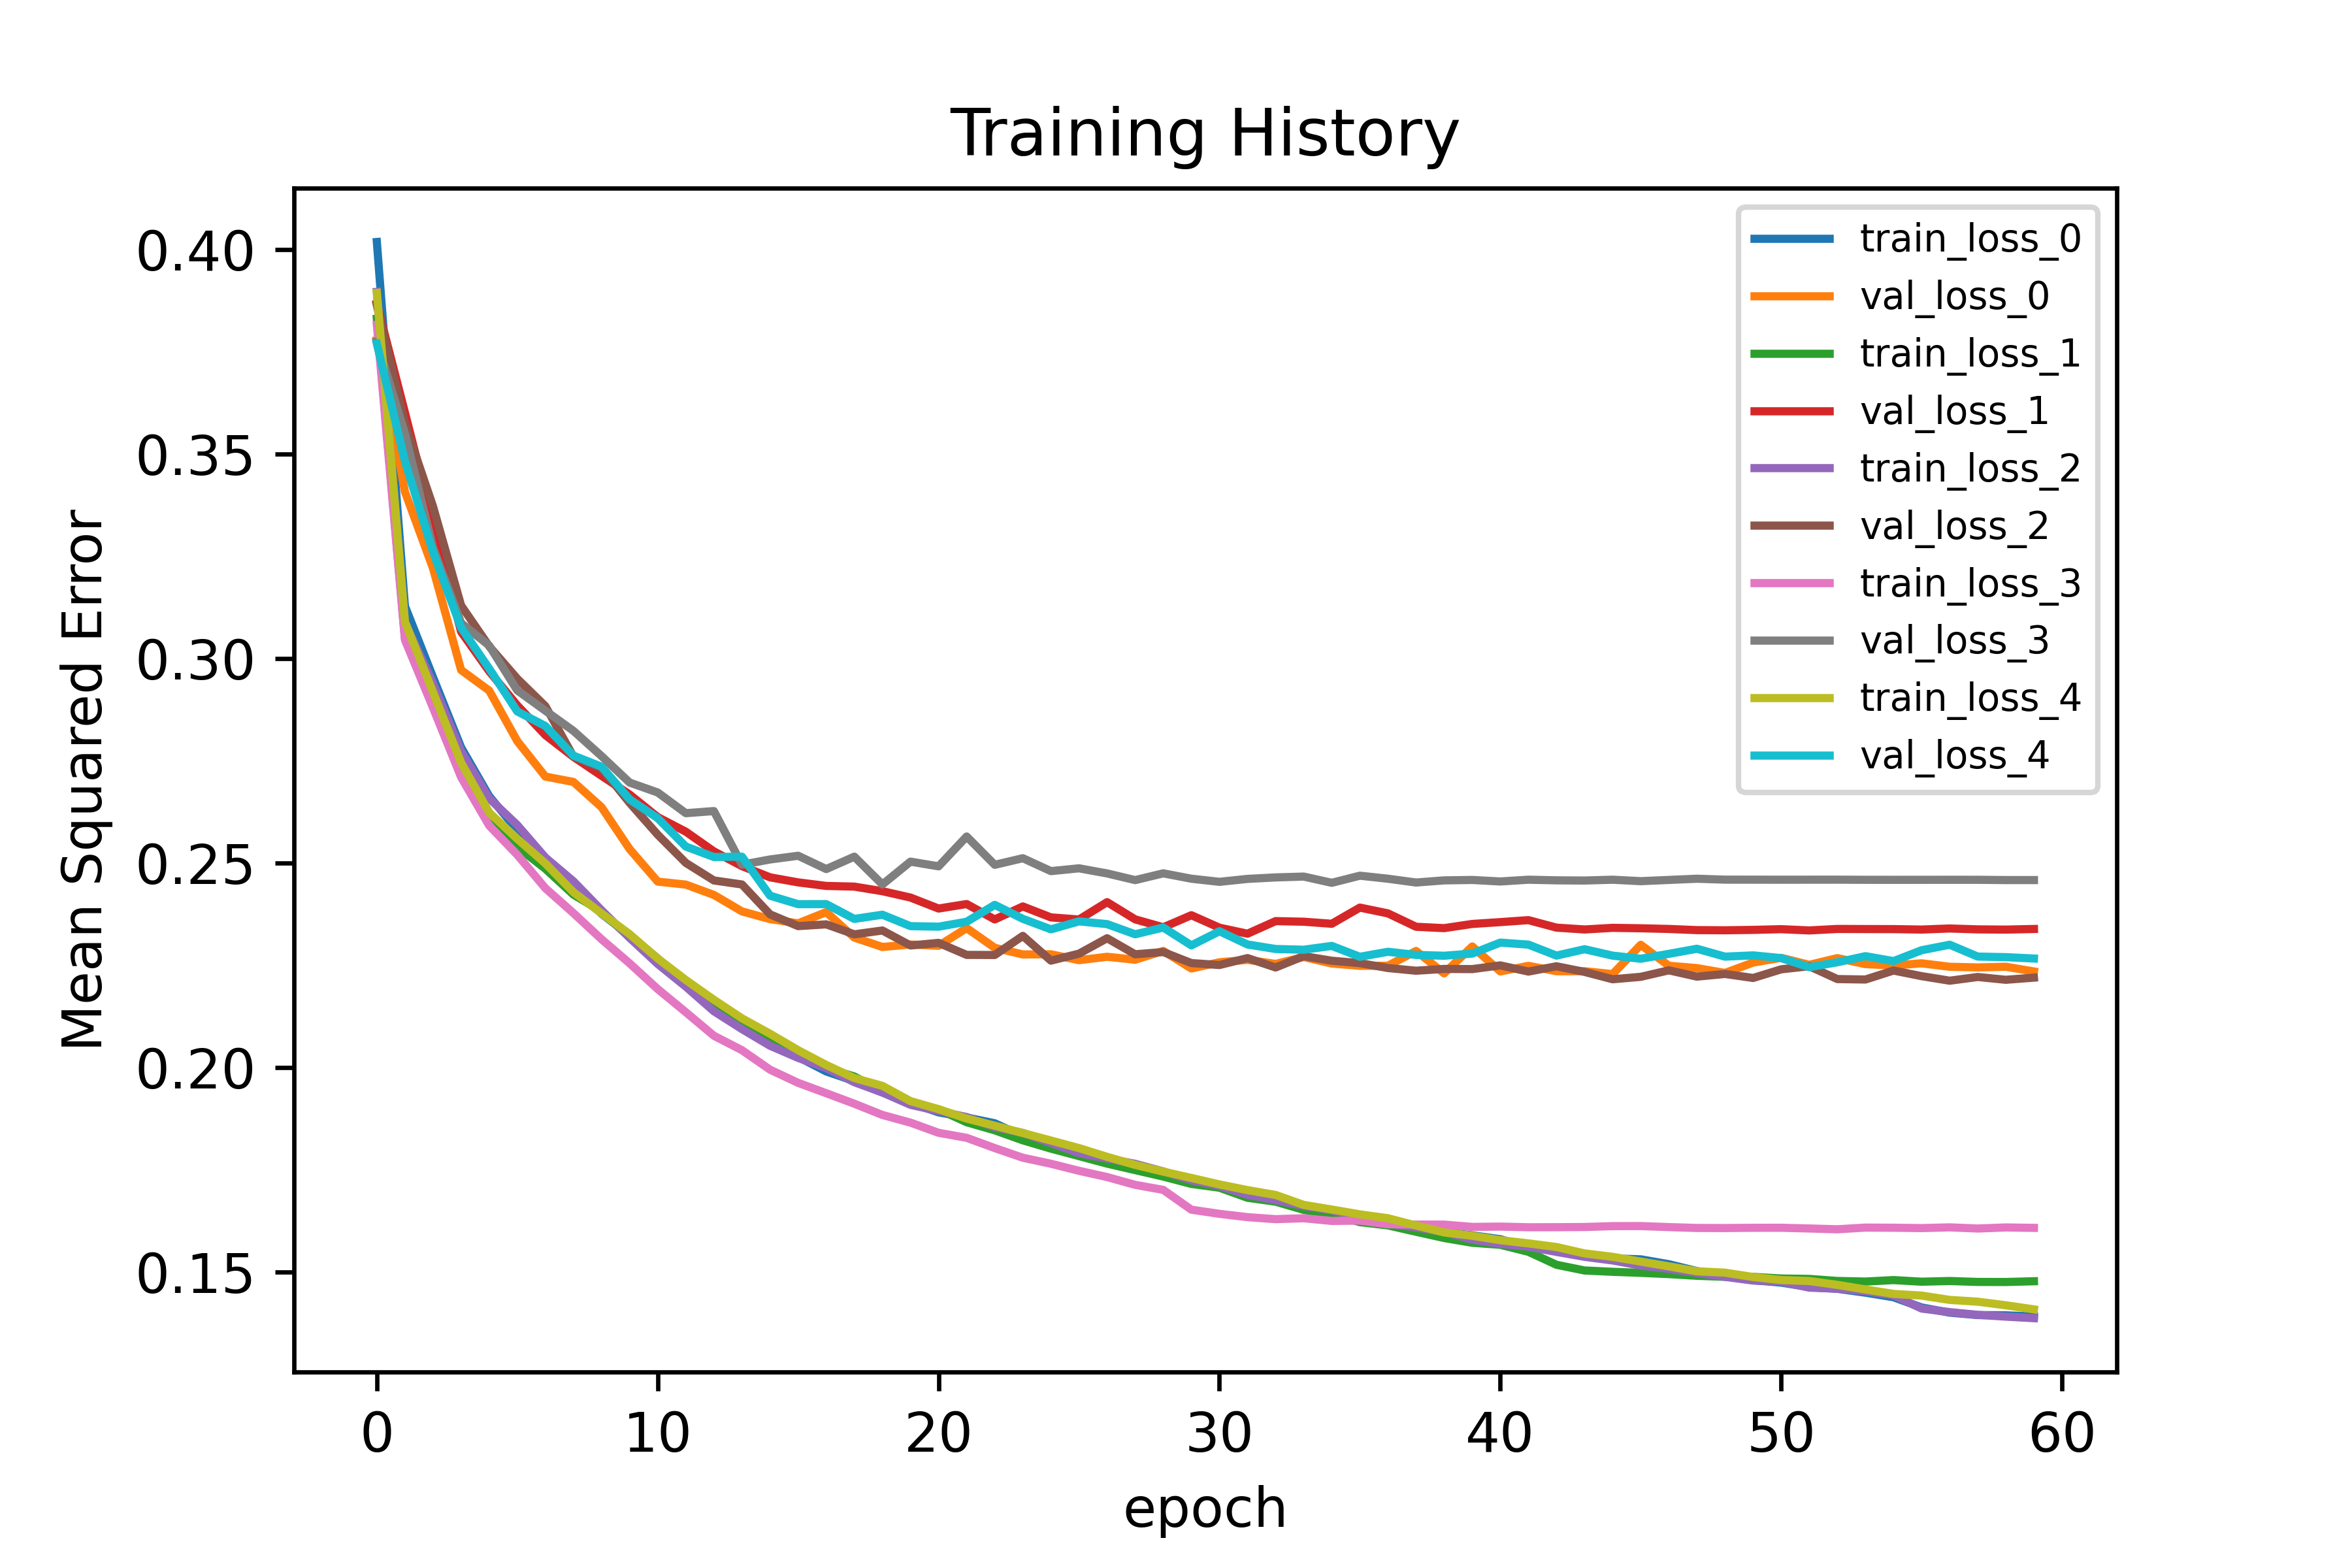 Training History
Mean Squared Error
0.40
0.35
0.30
0.25
0.20
0.15
train_loss_0
val_loss_0
train_loss_1
val_loss_1
train_loss_2
val_loss_2
train_loss_3
val_loss_3
train_loss_4
val_loss_4
0 10 20 30 40 50 60
epoch